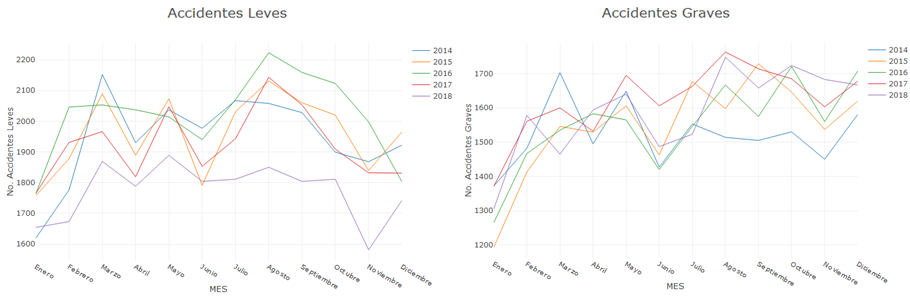 Accidentes Leves
No. Accidentes Leves
2200
2100
2000
1900
1800
1700
1600
Enero
Febrero
Marzo
Abril
Mayo
Junio
Julio
Agosto
Septiembre
Octubre
Noviembre
Diciembre
MES
2014
2015
2016
2017
2018
Accidentes Graves
No. Accidentes Graves
1700
1600
1500
1400
1300
1200
Enero
Febrero
Marzo
Abril
Mayo
Junio
Julio
Agosto
Septiembre
Octubre
Noviembre
Diciembre
MES
2014
2015
2016
2017
2018